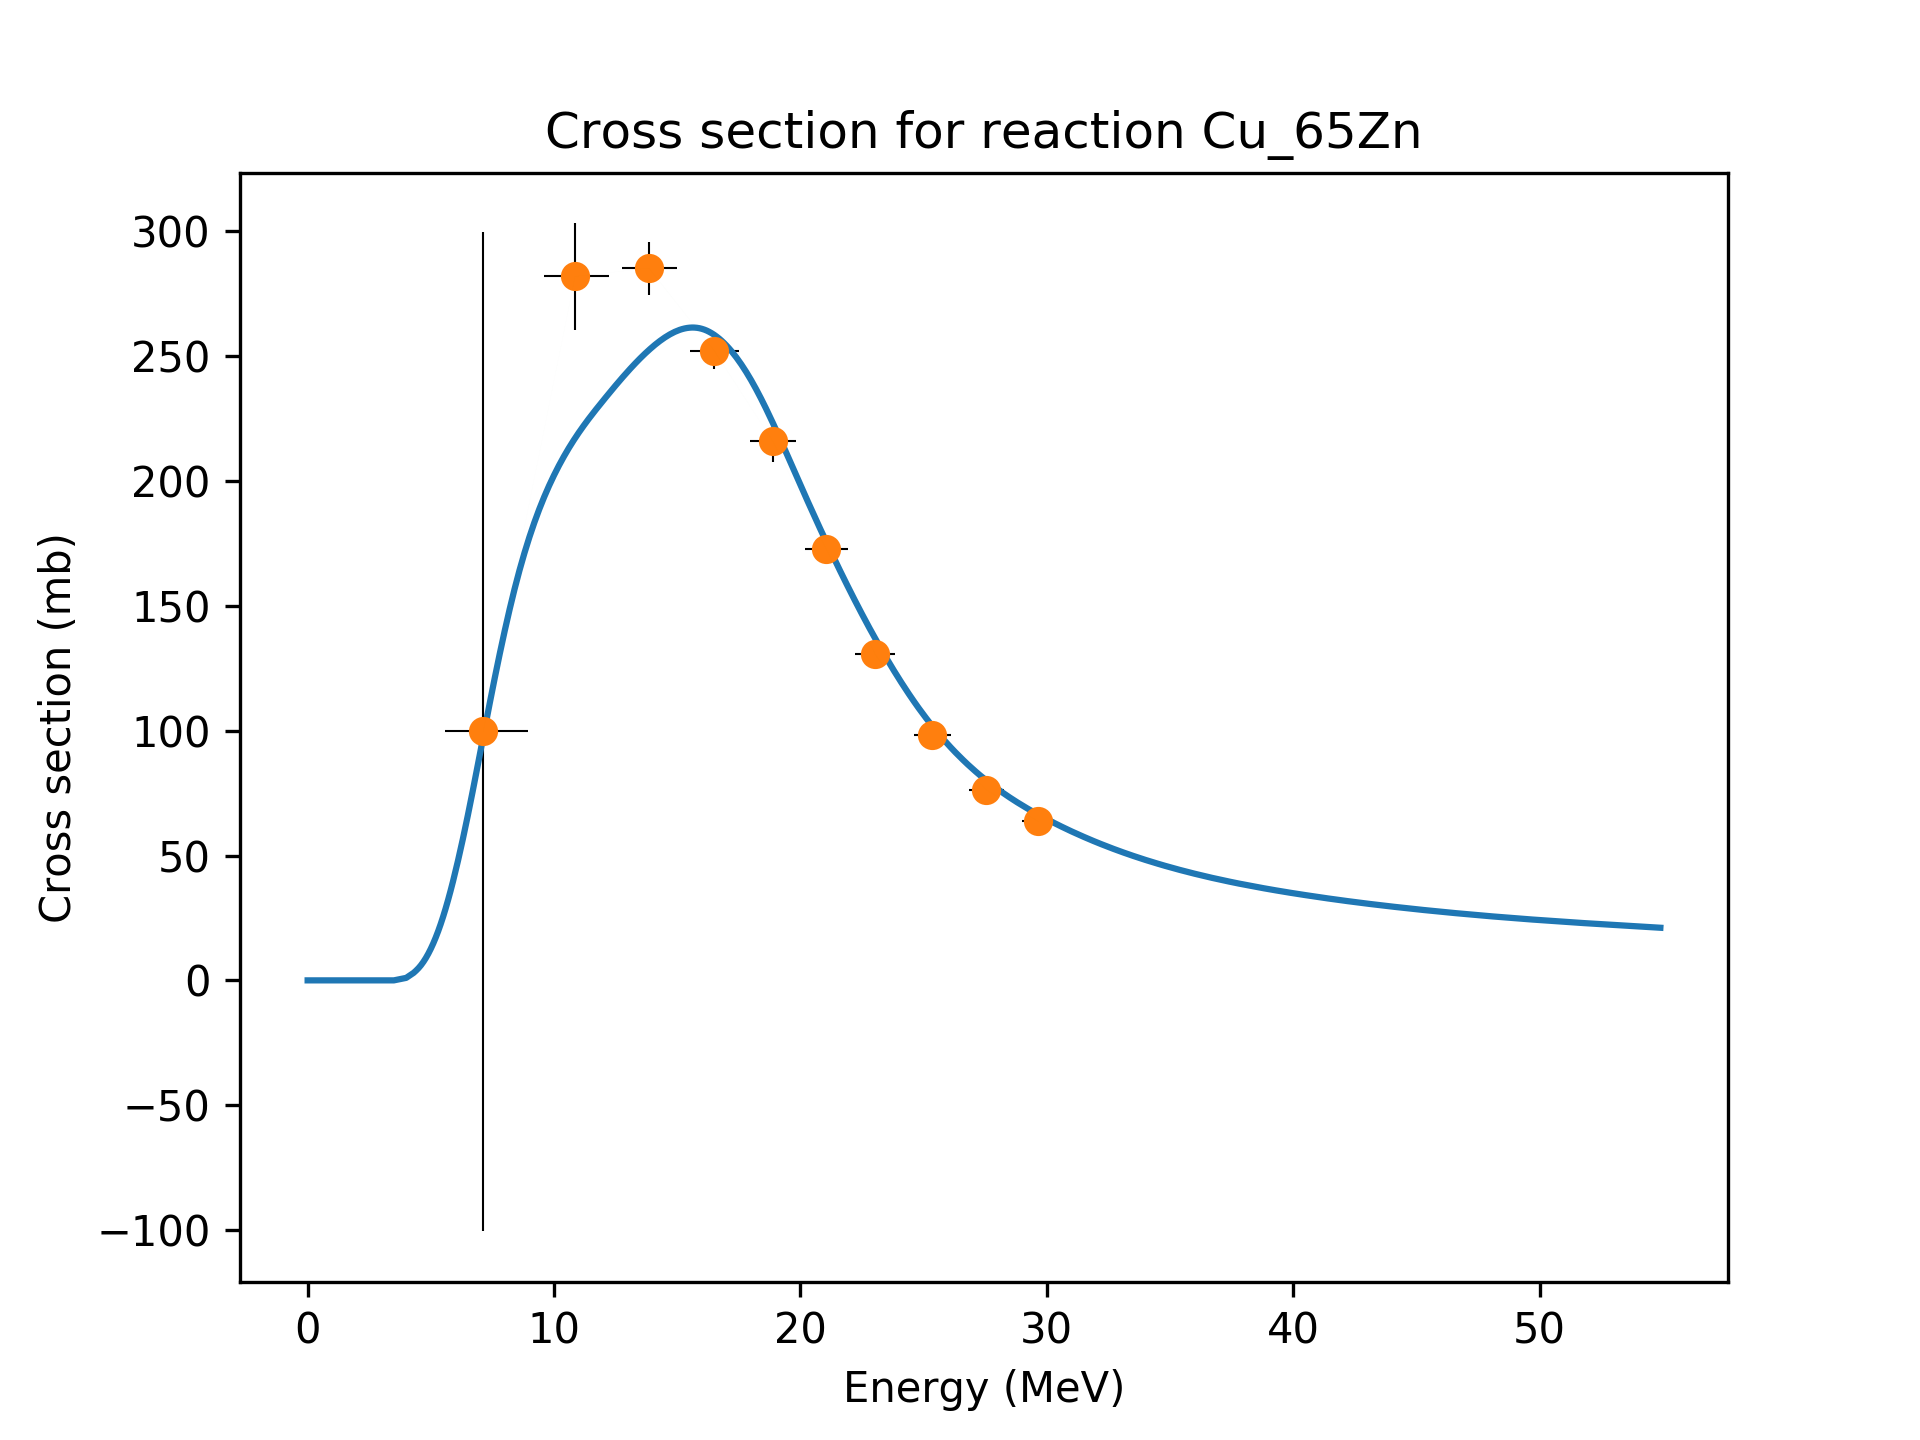 Cross section for reaction Cu_65Zn
Cross section (mb)
300
250
200
150
100
50
0
−50
−100
0 10 20 30 40 50
Energy (MeV)